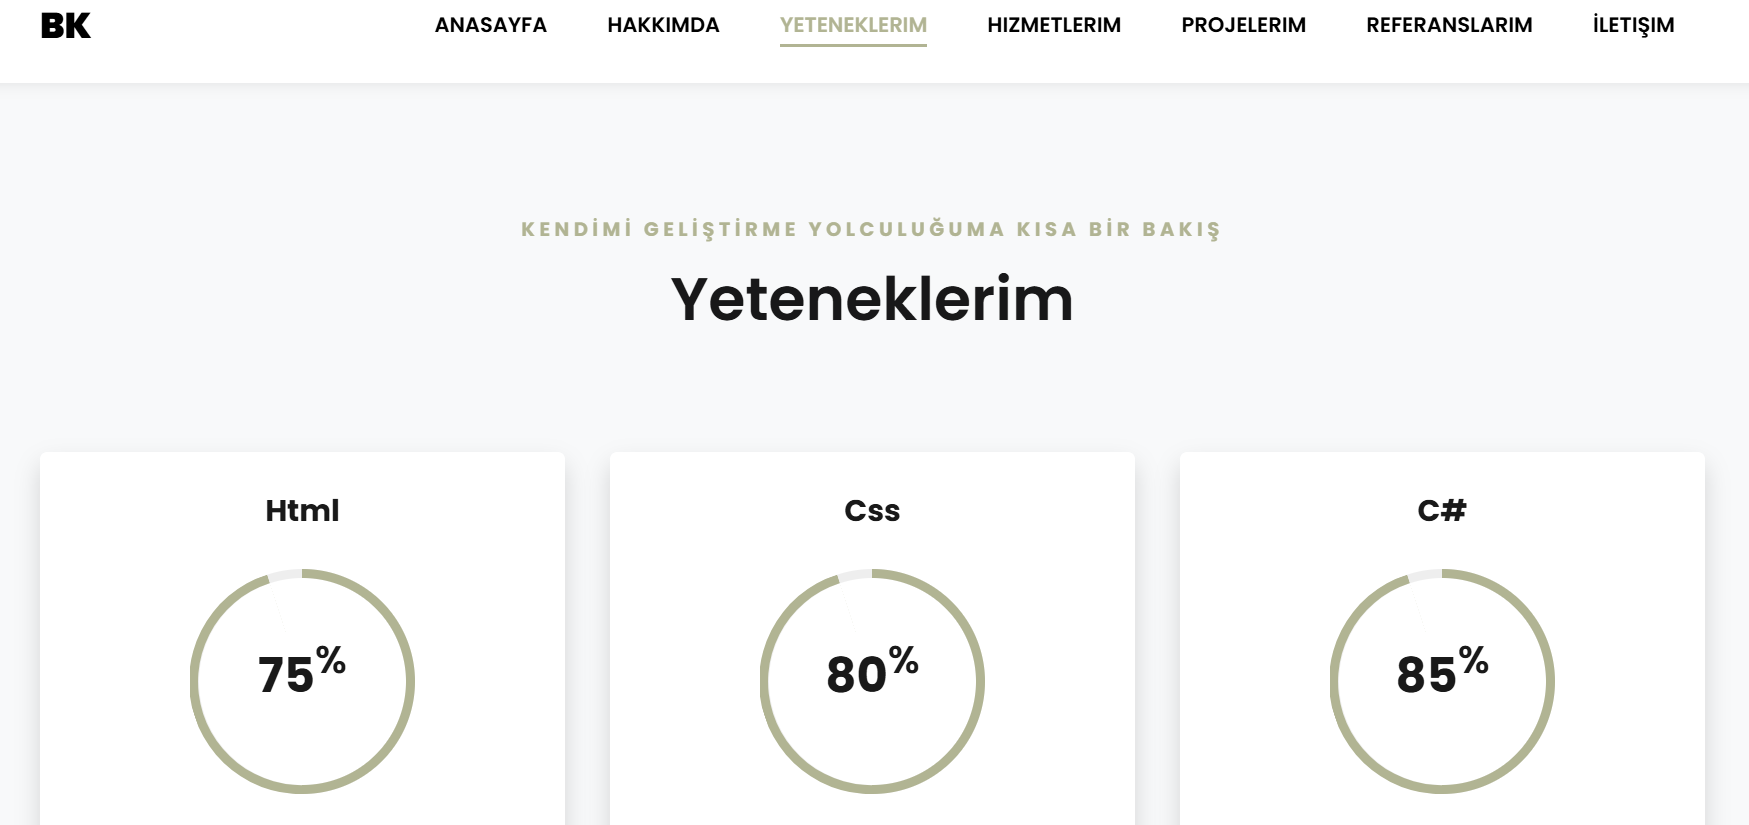 BK ANASAYFA HAKKIMDA YETENEKLERIM HIZMETLERIM PROJELERIM REFERANSLARIM İLETIŞIM
KENDİMİ GELİŞTİRME YOLCULUĞUMA KISA BİR BAKIŞ
Yeteneklerim
Html Css C#
75% 80% 85%